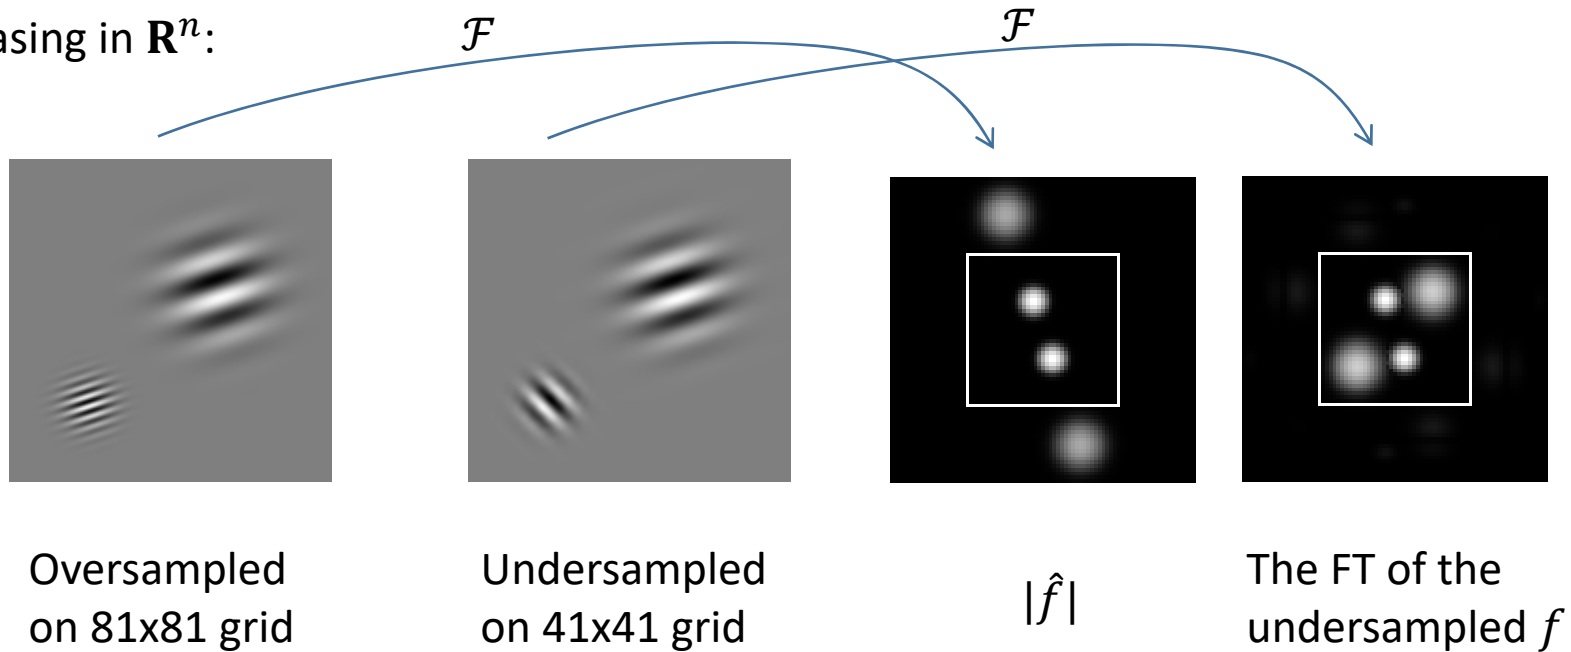 asing in 𝐑ⁿ:
ℱ
ℱ
Oversampled
on 81x81 grid
Undersampled
on 41x41 grid
|f̂|
The FT of the
undersampled f